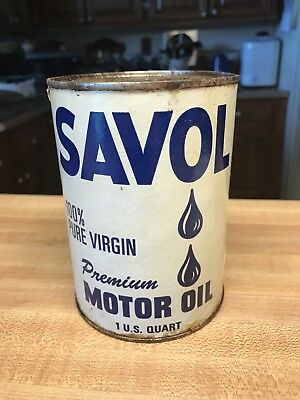 SAVOL
100%
PURE VIRGIN
Premium
MOTOR OIL
1 U.S. QUART